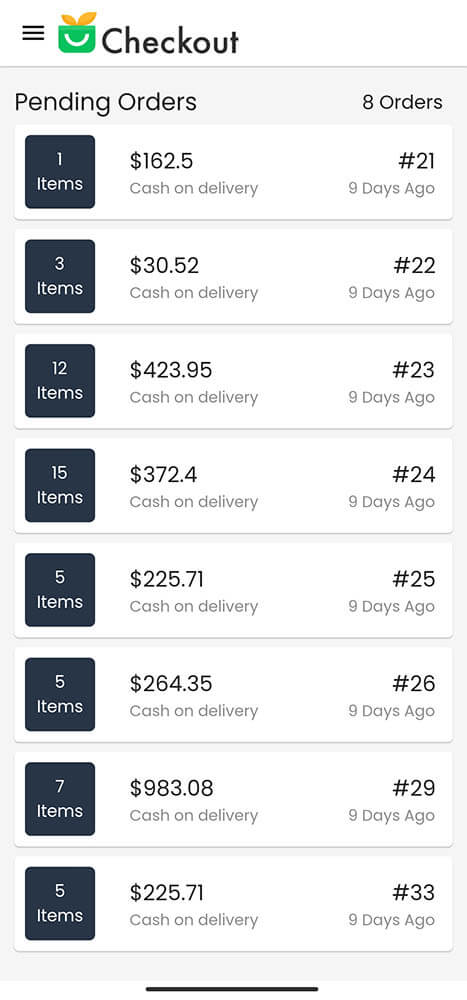 Checkout
Pending Orders 8 Orders
1 $162.5 #21
Items Cash on delivery 9 Days Ago
3 $30.52 #22
Items Cash on delivery 9 Days Ago
12 $423.95 #23
Items Cash on delivery 9 Days Ago
15 $372.4 #24
Items Cash on delivery 9 Days Ago
5 $225.71 #25
Items Cash on delivery 9 Days Ago
5 $264.35 #26
Items Cash on delivery 9 Days Ago
7 $983.08 #29
Items Cash on delivery 9 Days Ago
5 $225.71 #33
Items Cash on delivery 9 Days Ago